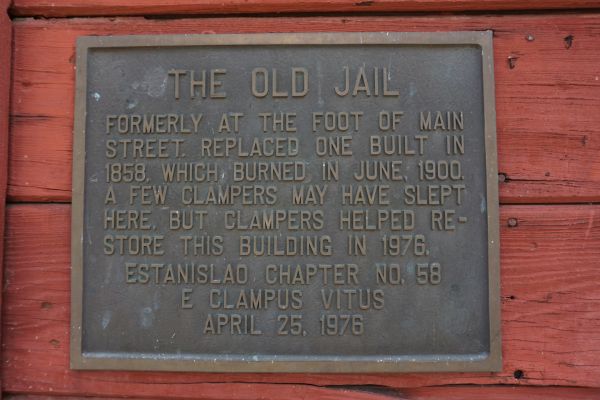 THE OLD JAIL
FORMERLY AT THE FOOT OF MAIN
STREET, REPLACED ONE BUILT IN
1858, WHICH BURNED IN JUNE, 1900.
A FEW CLAMPERS MAY HAVE SLEPT
HERE, BUT CLAMPERS HELPED RE-
STORE THIS BUILDING IN 1976.
ESTANISLAO CHAPTER NO. 58
E CLAMPUS VITUS
APRIL 25, 1976